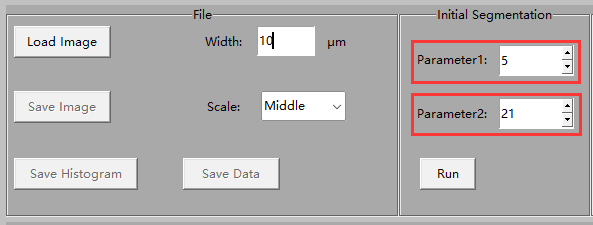 File
Load Image
Width: 10 μm
Save Image
Scale: Middle
Save Histogram
Save Data
Initial Segmentation
Parameter1: 5
Parameter2: 21
Run